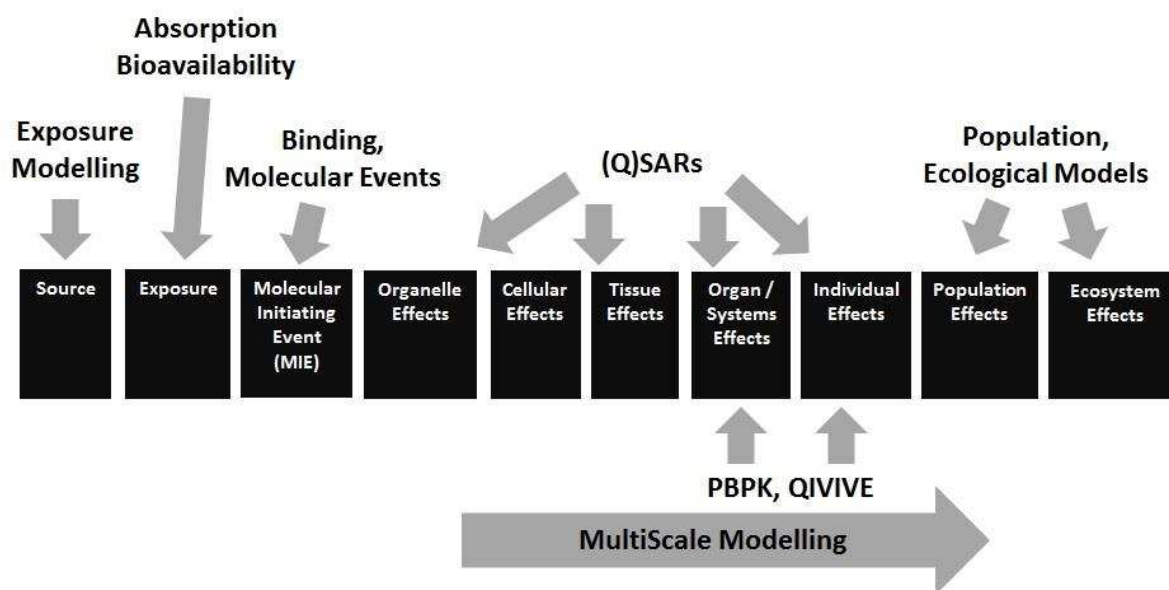 Absorption
Bioavailability
Exposure
Modelling
Binding,
Molecular Events
(Q)SARs
Population,
Ecological Models
Source
Exposure
Molecular
Initiating
Event
(MIE)
Organelle
Effects
Cellular
Effects
Tissue
Effects
Organ /
Systems
Effects
Individual
Effects
Population
Effects
Ecosystem
Effects
PBPK, QIVIVE
MultiScale Modelling